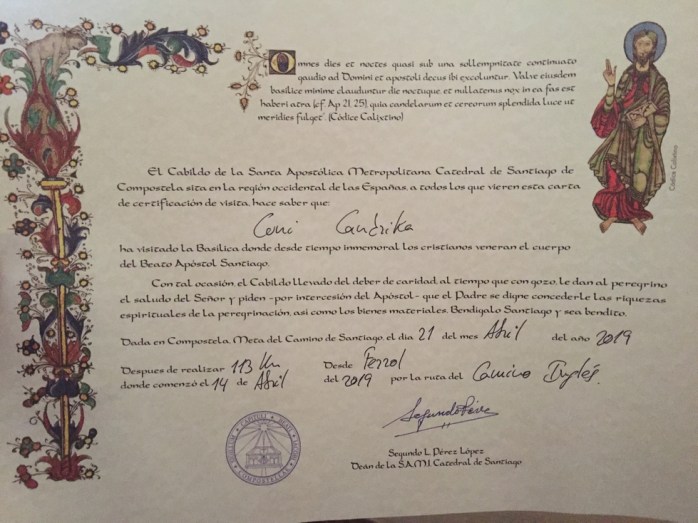 Omnes dies et noctes quasi sub una sollempnitate continuato
gaudio ad Domini et apostoli decus ibi excoluntur. Valve eiusdem
basilice minime clauduntur die noctuque, et nullatenus nox in ea fas est
haberi atra [cf. Ap 21, 25], quia candelarum et cereorum splendida luce ut
meridies fulget”. (Códice Calixtino)
Códice Calixtino
El Cabildo de la Santa Apostólica Metropolitana Catedral de Santiago de
Compostela sita en la región occidental de las Españas, a todos los que vieren esta carta
de certificación de visita, hace saber que:
Candrika
ha visitado la Basílica donde desde tiempo inmemoral los cristianos veneran el cuerpo
del Beato Apóstol Santiago.
Con tal ocasión, el Cabildo llevado del deber de caridad, al tiempo que con gozo, le dan al peregrino
el saludo del Señor y piden -por intercesión del Apóstol- que el Padre se digne concederle las riquezas
espirituales de la peregrinación, así como los bienes materiales. Bendígalo Santiago y sea bendito.
Dada en Compostela, Meta del Camino de Santiago, el día 21 del mes Abril del año 2019
Despues de realizar 113 Km Desde Ferrol
donde comenzó el 14 de Abril del 2019 por la ruta del Camino Inglés.
Segundo L. Pérez López
Dean de la S.A.M.I. Catedral de Santiago